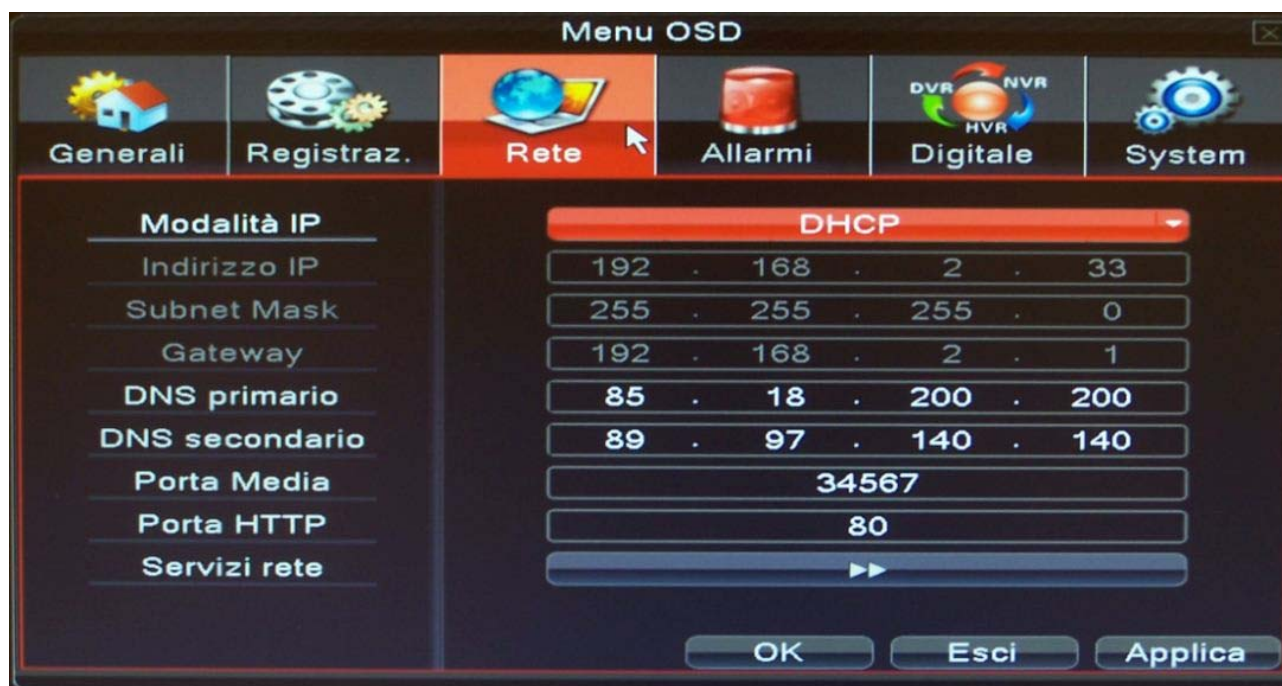 Menu OSD
DVR NVR
HVR
Generali Registraz. Rete Allarmi Digitale System
Modalità IP DHCP
Indirizzo IP 192 . 168 . 2 . 33
Subnet Mask 255 . 255 . 255 . 0
Gateway 192 . 168 . 2 . 1
DNS primario 85 . 18 . 200 . 200
DNS secondario 89 . 97 . 140 . 140
Porta Media 34567
Porta HTTP 80
Servizi rete
OK Esci Applica